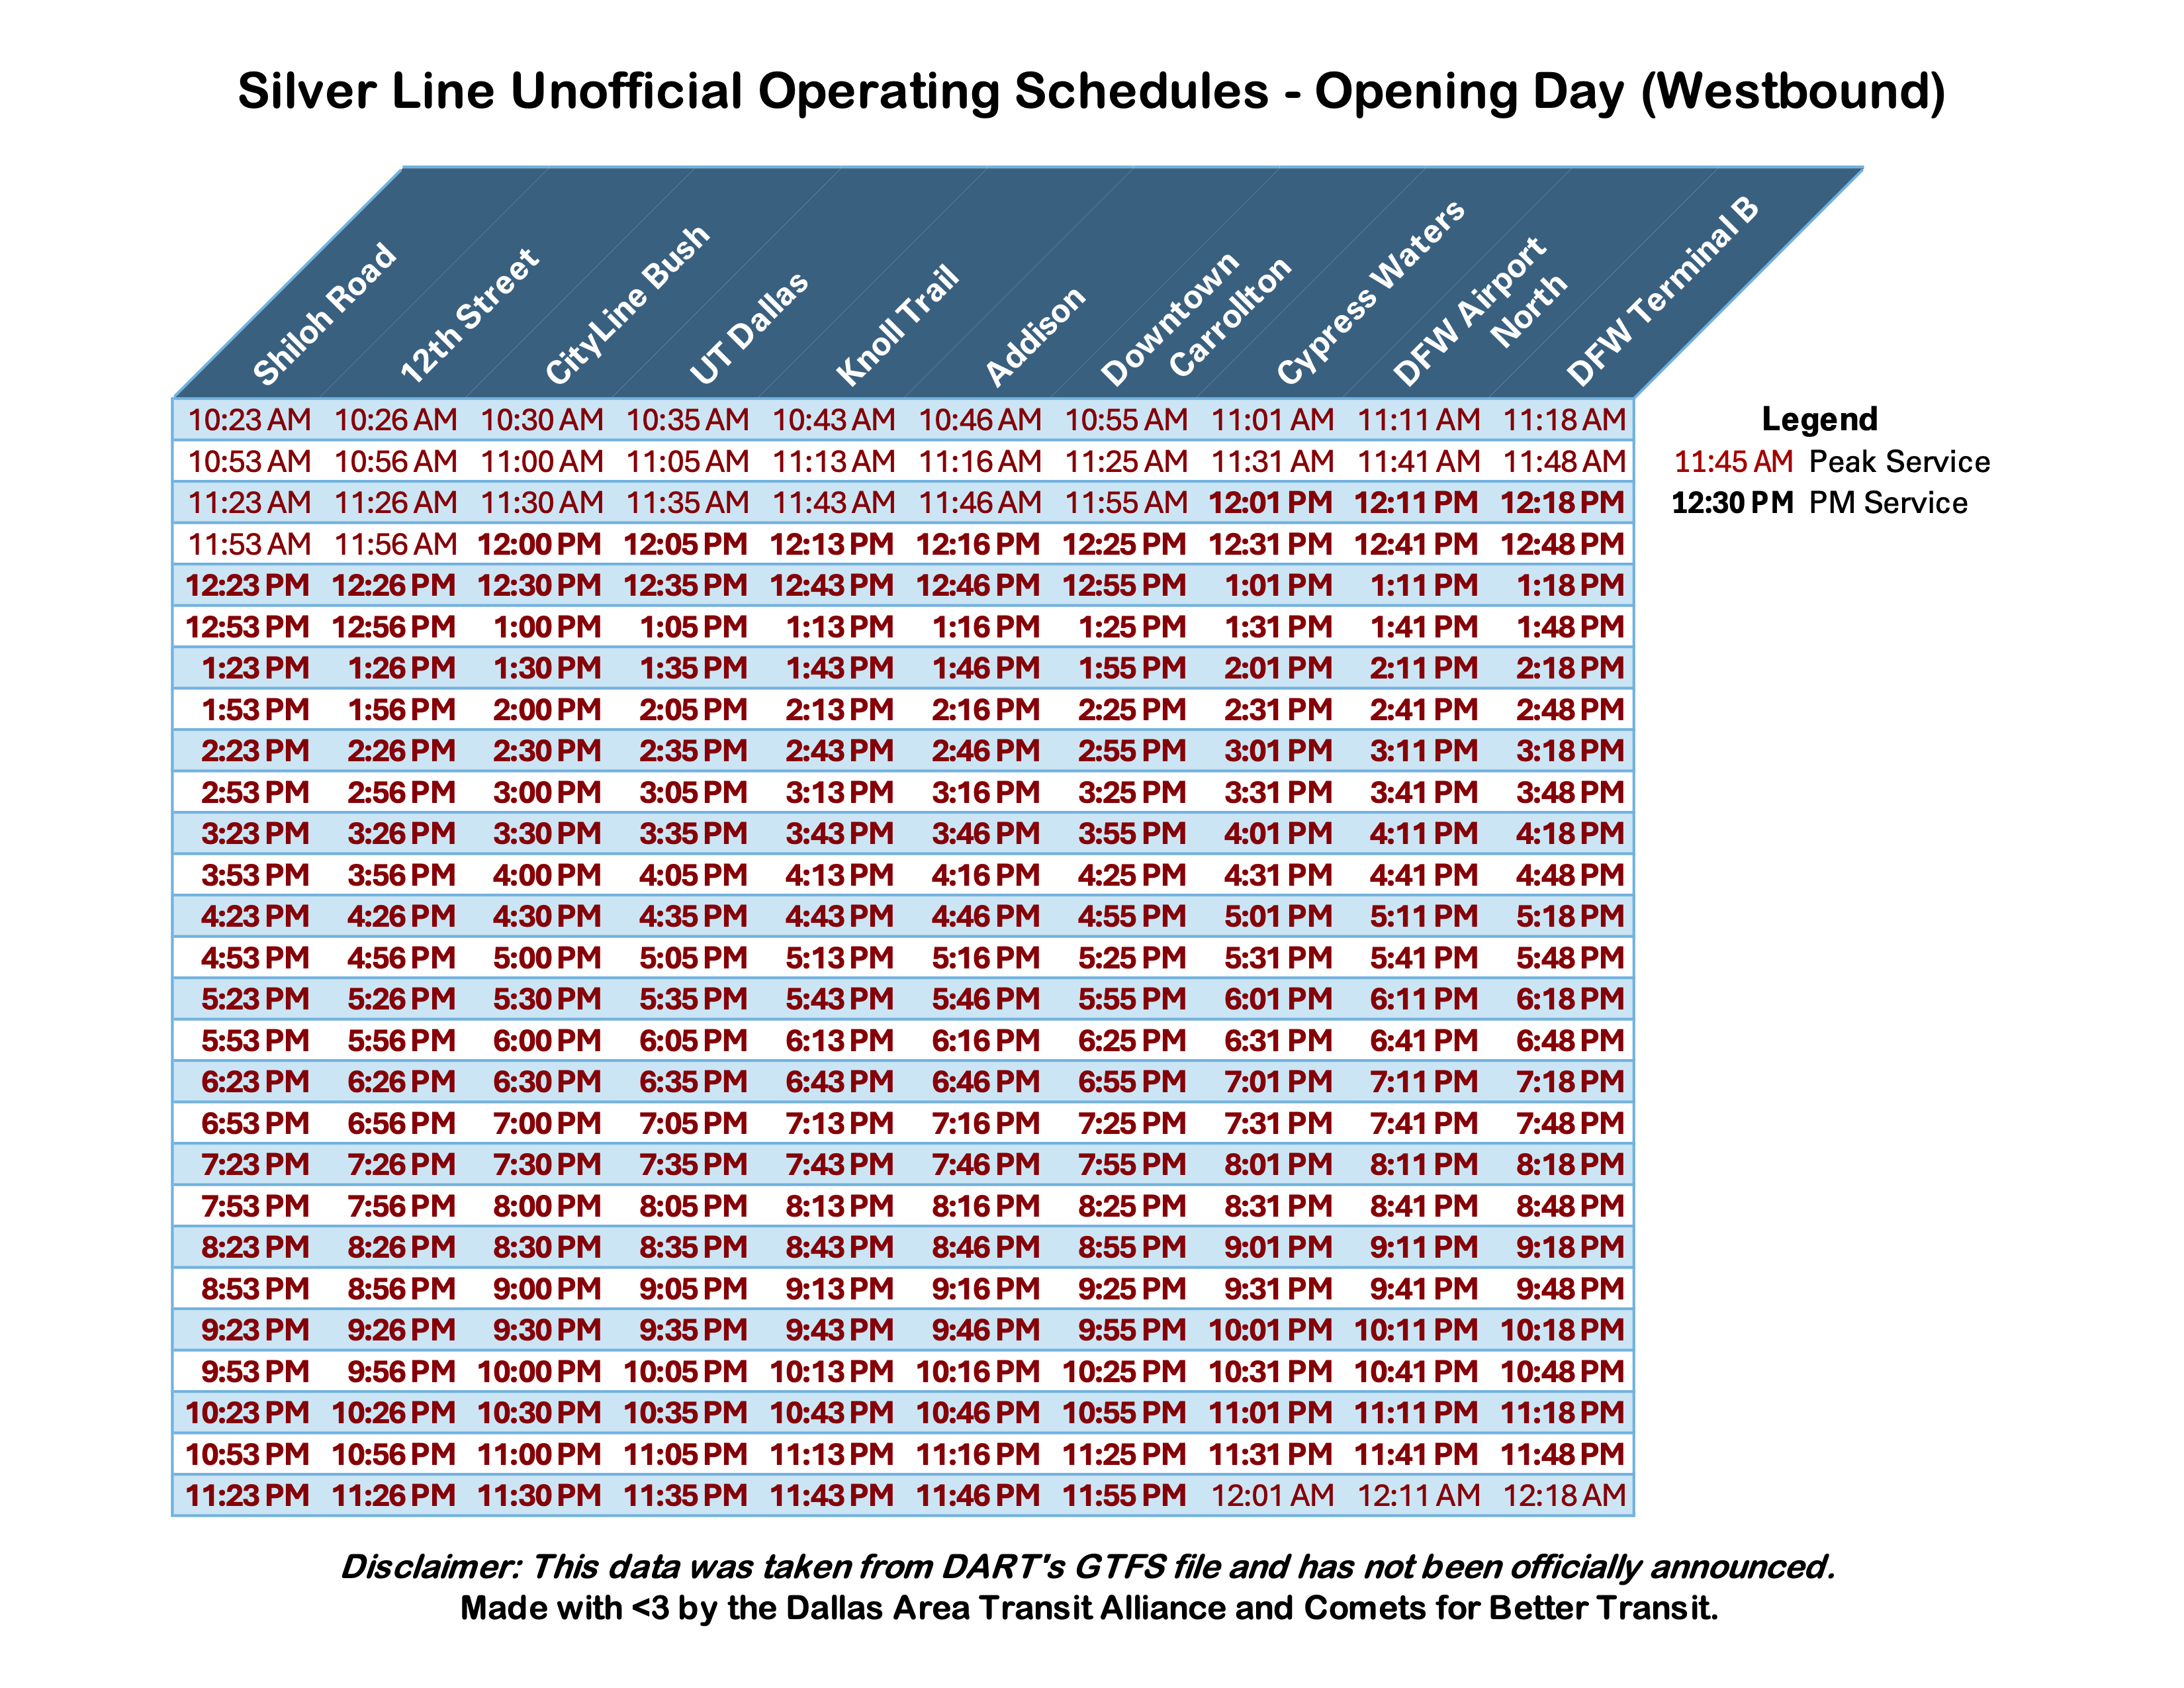 Silver Line Unofficial Operating Schedules - Opening Day (Westbound)
Shiloh Road
12th Street
CityLine Bush
UT Dallas
Knoll Trail
Addison
Downtown
Carrollton
Cypress Waters
DFW Airport
North
DFW Terminal B
10:23 AM 10:26 AM 10:30 AM 10:35 AM 10:43 AM 10:46 AM 10:55 AM 11:01 AM 11:11 AM 11:18 AM
Legend
10:53 AM 10:56 AM 11:00 AM 11:05 AM 11:13 AM 11:16 AM 11:25 AM 11:31 AM 11:41 AM 11:48 AM
11:45 AM Peak Service
11:23 AM 11:26 AM 11:30 AM 11:35 AM 11:43 AM 11:46 AM 11:55 AM 12:01 PM 12:11 PM 12:18 PM
12:30 PM PM Service
11:53 AM 11:56 AM 12:00 PM 12:05 PM 12:13 PM 12:16 PM 12:25 PM 12:31 PM 12:41 PM 12:48 PM
12:23 PM 12:26 PM 12:30 PM 12:35 PM 12:43 PM 12:46 PM 12:55 PM 1:01 PM 1:11 PM 1:18 PM
12:53 PM 12:56 PM 1:00 PM 1:05 PM 1:13 PM 1:16 PM 1:25 PM 1:31 PM 1:41 PM 1:48 PM
1:23 PM 1:26 PM 1:30 PM 1:35 PM 1:43 PM 1:46 PM 1:55 PM 2:01 PM 2:11 PM 2:18 PM
1:53 PM 1:56 PM 2:00 PM 2:05 PM 2:13 PM 2:16 PM 2:25 PM 2:31 PM 2:41 PM 2:48 PM
2:23 PM 2:26 PM 2:30 PM 2:35 PM 2:43 PM 2:46 PM 2:55 PM 3:01 PM 3:11 PM 3:18 PM
2:53 PM 2:56 PM 3:00 PM 3:05 PM 3:13 PM 3:16 PM 3:25 PM 3:31 PM 3:41 PM 3:48 PM
3:23 PM 3:26 PM 3:30 PM 3:35 PM 3:43 PM 3:46 PM 3:55 PM 4:01 PM 4:11 PM 4:18 PM
3:53 PM 3:56 PM 4:00 PM 4:05 PM 4:13 PM 4:16 PM 4:25 PM 4:31 PM 4:41 PM 4:48 PM
4:23 PM 4:26 PM 4:30 PM 4:35 PM 4:43 PM 4:46 PM 4:55 PM 5:01 PM 5:11 PM 5:18 PM
4:53 PM 4:56 PM 5:00 PM 5:05 PM 5:13 PM 5:16 PM 5:25 PM 5:31 PM 5:41 PM 5:48 PM
5:23 PM 5:26 PM 5:30 PM 5:35 PM 5:43 PM 5:46 PM 5:55 PM 6:01 PM 6:11 PM 6:18 PM
5:53 PM 5:56 PM 6:00 PM 6:05 PM 6:13 PM 6:16 PM 6:25 PM 6:31 PM 6:41 PM 6:48 PM
6:23 PM 6:26 PM 6:30 PM 6:35 PM 6:43 PM 6:46 PM 6:55 PM 7:01 PM 7:11 PM 7:18 PM
6:53 PM 6:56 PM 7:00 PM 7:05 PM 7:13 PM 7:16 PM 7:25 PM 7:31 PM 7:41 PM 7:48 PM
7:23 PM 7:26 PM 7:30 PM 7:35 PM 7:43 PM 7:46 PM 7:55 PM 8:01 PM 8:11 PM 8:18 PM
7:53 PM 7:56 PM 8:00 PM 8:05 PM 8:13 PM 8:16 PM 8:25 PM 8:31 PM 8:41 PM 8:48 PM
8:23 PM 8:26 PM 8:30 PM 8:35 PM 8:43 PM 8:46 PM 8:55 PM 9:01 PM 9:11 PM 9:18 PM
8:53 PM 8:56 PM 9:00 PM 9:05 PM 9:13 PM 9:16 PM 9:25 PM 9:31 PM 9:41 PM 9:48 PM
9:23 PM 9:26 PM 9:30 PM 9:35 PM 9:43 PM 9:46 PM 9:55 PM 10:01 PM 10:11 PM 10:18 PM
9:53 PM 9:56 PM 10:00 PM 10:05 PM 10:13 PM 10:16 PM 10:25 PM 10:31 PM 10:41 PM 10:48 PM
10:23 PM 10:26 PM 10:30 PM 10:35 PM 10:43 PM 10:46 PM 10:55 PM 11:01 PM 11:11 PM 11:18 PM
10:53 PM 10:56 PM 11:00 PM 11:05 PM 11:13 PM 11:16 PM 11:25 PM 11:31 PM 11:41 PM 11:48 PM
11:23 PM 11:26 PM 11:30 PM 11:35 PM 11:43 PM 11:46 PM 11:55 PM 12:01 AM 12:11 AM 12:18 AM
Disclaimer: This data was taken from DART's GTFS file and has not been officially announced.
Made with <3 by the Dallas Area Transit Alliance and Comets for Better Transit.